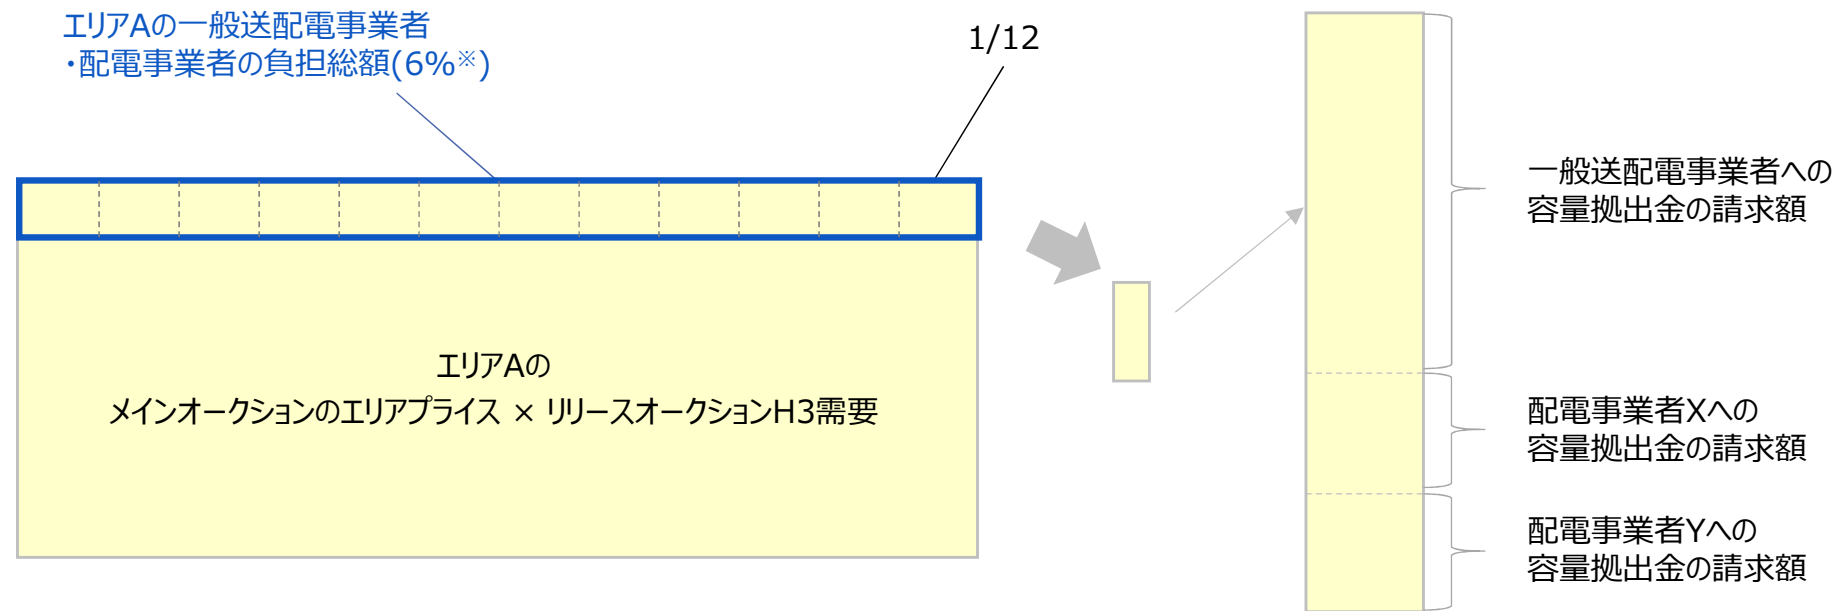 エリアAの一般送配電事業者
・配電事業者の負担総額(6%※)
1/12
エリアAの
メインオークションのエリアプライス × リリースオークションH3需要
一般送配電事業者への
容量拠出金の請求額
配電事業者Xへの
容量拠出金の請求額
配電事業者Yへの
容量拠出金の請求額